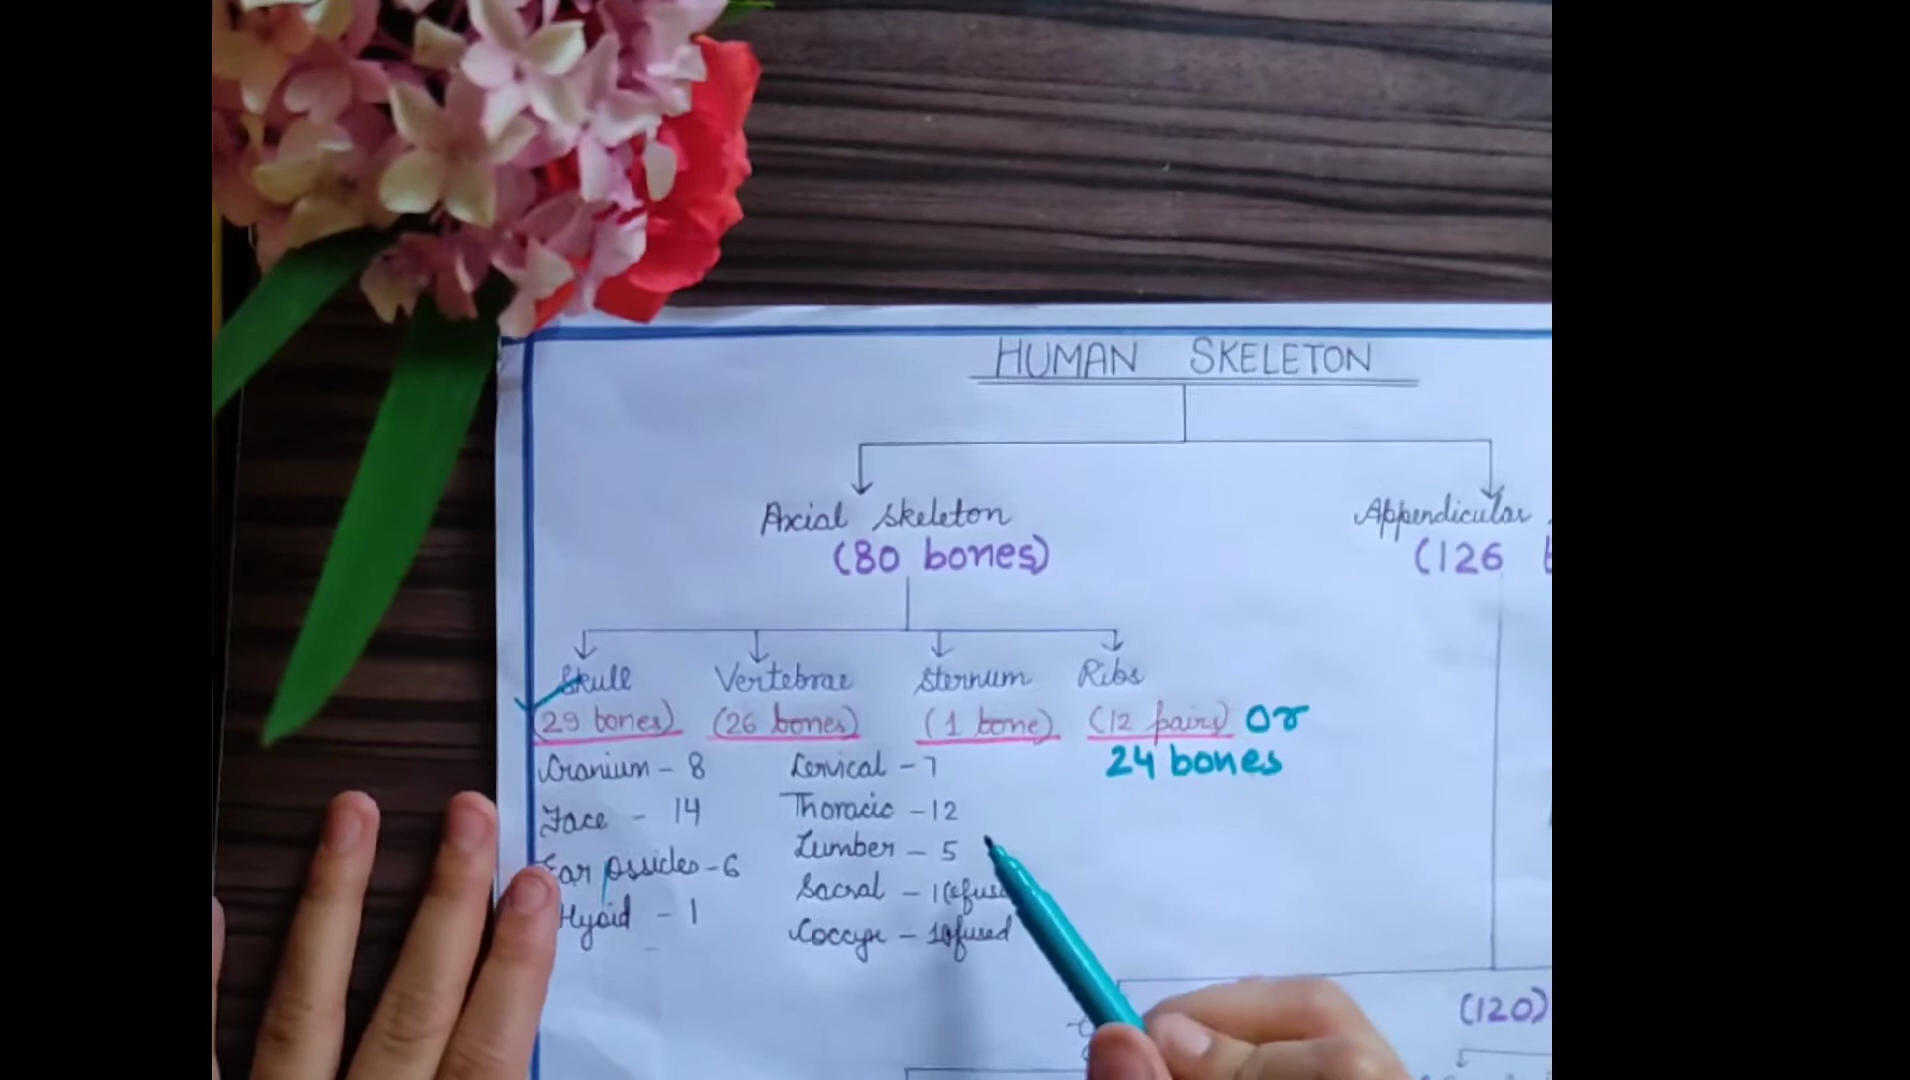 HUMAN SKELETON
Axial skeleton
(80 bones)
Appendicular
(126
Skull
(29 bones)
Cranium - 8
Face - 14
Ear ossicles - 6
Hyoid - 1
Vertebrae
(26 bones)
Cervical - 7
Thoracic - 12
Lumber - 5
Sacral - 1
Coccyx - 1 fused
Sternum
(1 bone)
Ribs
(12 pairs) or
24 bones
(120)